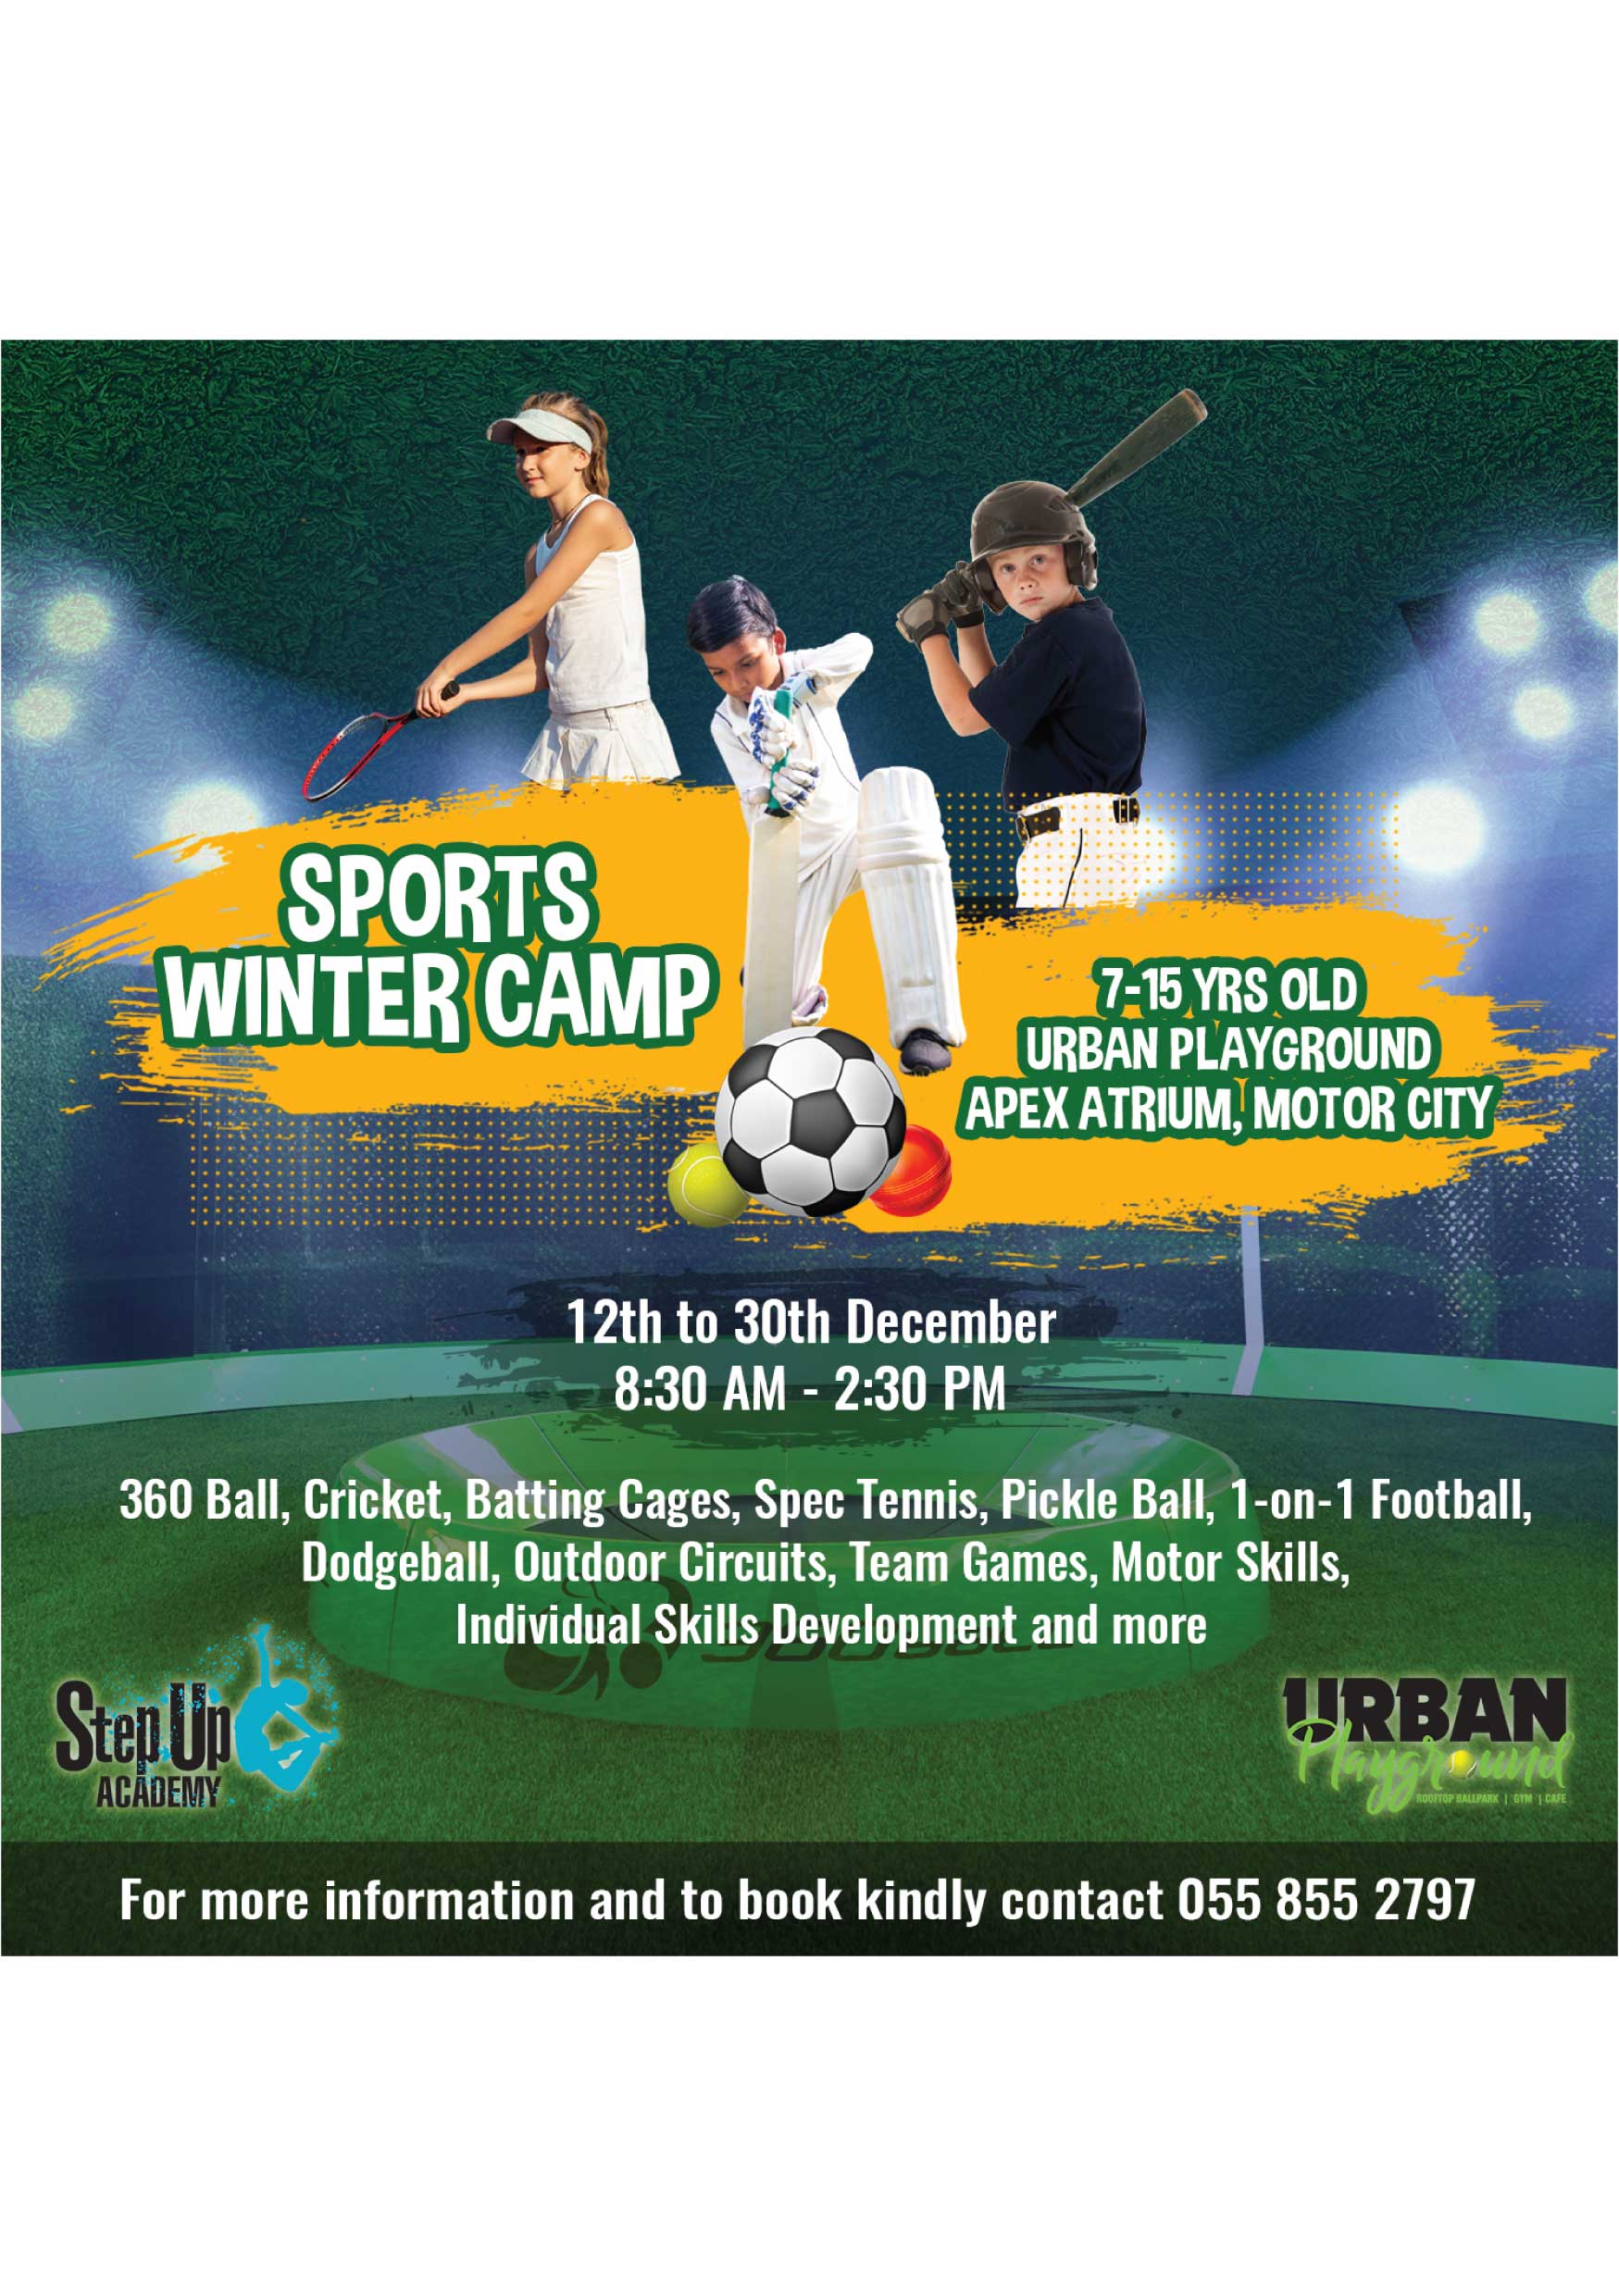 SPORTS
WINTER CAMP
7-15 YRS OLD
URBAN PLAYGROUND
APEX ATRIUM, MOTOR CITY
12th to 30th December
8:30 AM - 2:30 PM
360 Ball, Cricket, Batting Cages, Spec Tennis, Pickle Ball, 1-on-1 Football,
Dodgeball, Outdoor Circuits, Team Games, Motor Skills,
Individual Skills Development and more
Step Up
ACADEMY
URBAN
Playground
ROOFTOP BALLPARK | GYM | CAFE
For more information and to book kindly contact 055 855 2797